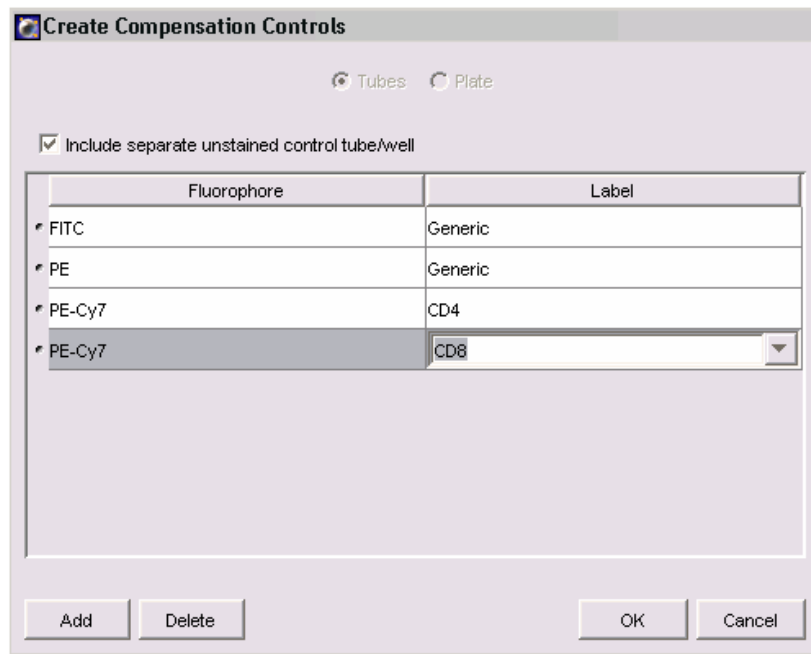 Create Compensation Controls
Tubes Plate
Include separate unstained control tube/well
Fluorophore Label
FITC Generic
PE Generic
PE-Cy7 CD4
PE-Cy7 CD8
Add Delete OK Cancel